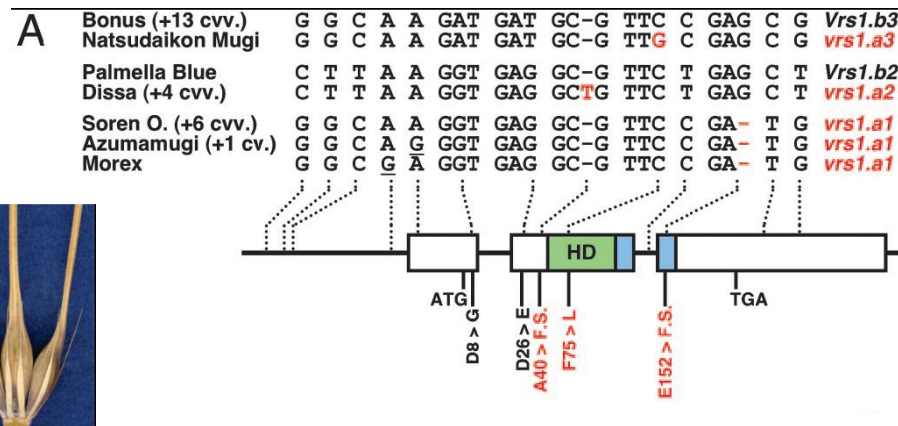 A
Bonus (+13 cvv.) G G C A A GAT GAT GC-G TTC C GAG C G Vrs1.b3
Natsudaikon Mugi G G C A A GAT GAT GC-G TTG C GAG C G vrs1.a3
Palmella Blue C T T A A GGT GAG GC-G TTC T GAG C T Vrs1.b2
Dissa (+4 cvv.) C T T A A GGT GAG GCTG TTC T GAG C T vrs1.a2
Soren O. (+6 cvv.) G G C A A GGT GAG GC-G TTC C GA- T G vrs1.a1
Azumamugi (+1 cv.) G G C A G GGT GAG GC-G TTC C GA- T G vrs1.a1
Morex G G C G A GGT GAG GC-G TTC C GA- T G vrs1.a1
HD
ATG
TGA
D8 > G
D26 > E
A40 > F.S.
F75 > L
E152 > F.S.